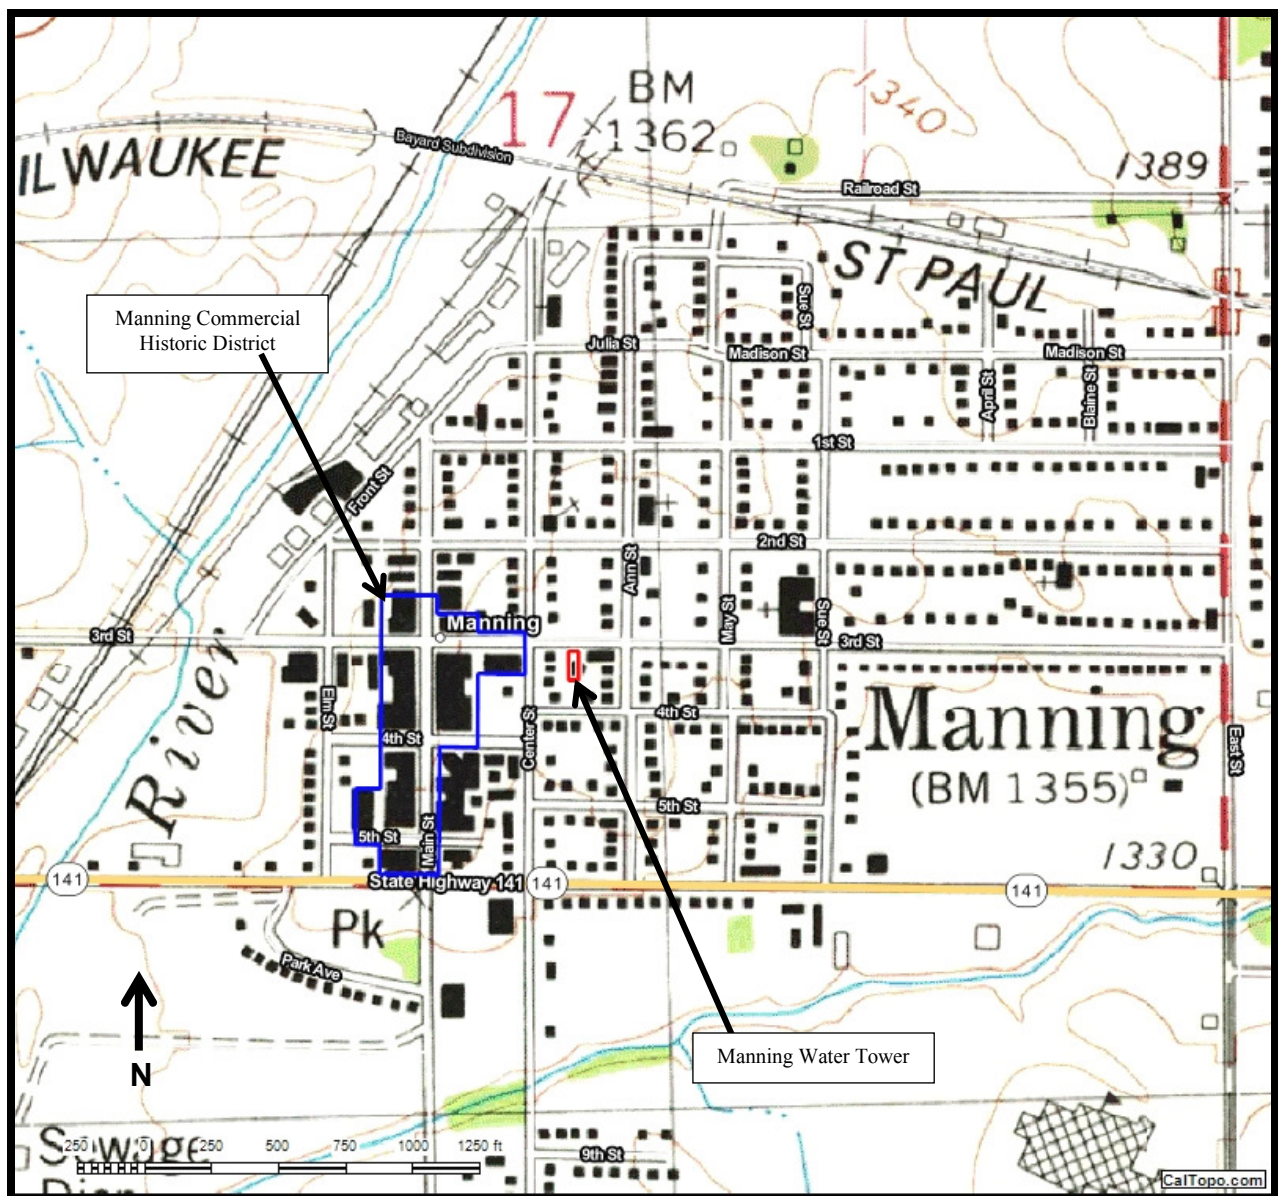 BM
17
1362
1340
ILWAUKEE
Bayard Subdivision
1389
Railroad St
ST PAUL
Sue St
Manning Commercial
Historic District
Julia St
Madison St
Madison St
April St
Blaine St
1st St
Front St
2nd St
Ann St
May St
Sue St
Manning
3rd St
3rd St
River
Elm St
4th St
Center St
4th St
Manning
(BM 1355)
East St
5th St
5th St
Main St
1330
141
State Highway 141
141
141
Pk
Park Ave
N
Manning Water Tower
Sewage
250 0 250 500 750 1000 1250 ft
9th St
CalTopo.com